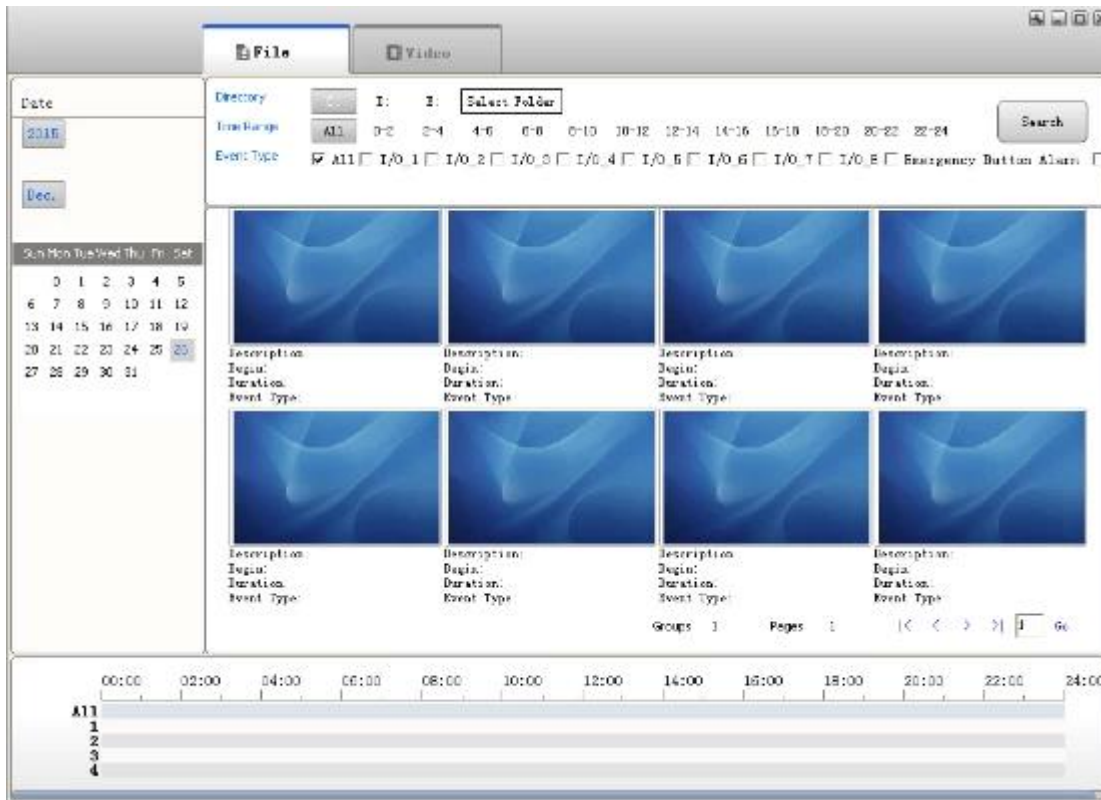 File
Video
Date
2015
Dec.
Sun Mon Tue Wed Thu Fri Sat
0 1 2 3 4 5
6 7 8 9 10 11 12
13 14 15 16 17 18 19
20 21 22 23 24 25 26
27 28 29 30 31
Directory Select Folder
Time Range All 0-2 2-4 4-6 6-8 8-10 10-12 12-14 14-16 16-18 18-20 20-22 22-24
Search
Event Type All I/O_1 I/O_2 I/O_3 I/O_4 I/O_5 I/O_6 I/O_7 I/O_8 Emergency Button Alarm
Description: Description: Description: Description:
Begin: Begin: Begin: Begin:
Duration: Duration: Duration: Duration:
Event Type: Event Type: Event Type: Event Type:
Description: Description: Description: Description:
Begin: Begin: Begin: Begin:
Duration: Duration: Duration: Duration:
Event Type: Event Type: Event Type: Event Type:
Groups 1 Pages 1 |< < > >| 1 Go
00:00 02:00 04:00 06:00 08:00 10:00 12:00 14:00 16:00 18:00 20:00 22:00 24:00
All
1
2
3
4